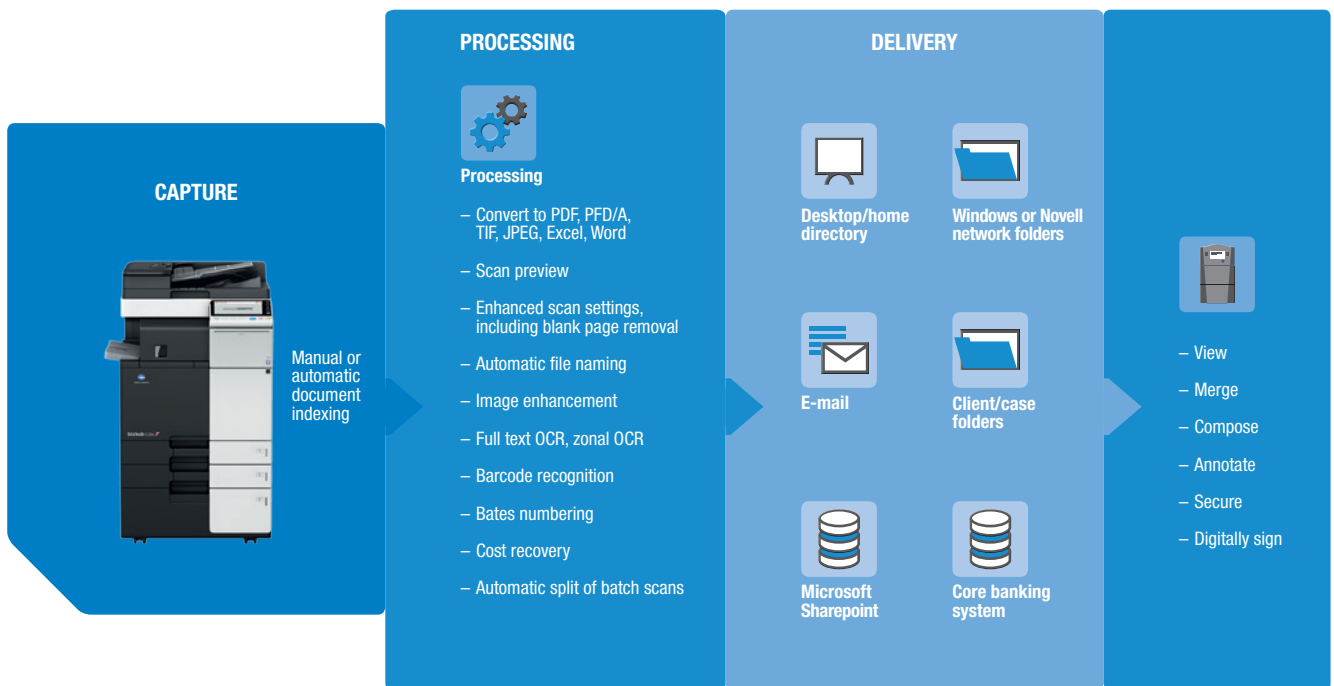 CAPTURE
Manual or
automatic
document
indexing
PROCESSING
Processing
– Convert to PDF, PFD/A,
TIF, JPEG, Excel, Word
– Scan preview
– Enhanced scan settings,
including blank page removal
– Automatic file naming
– Image enhancement
– Full text OCR, zonal OCR
– Barcode recognition
– Bates numbering
– Cost recovery
– Automatic split of batch scans
DELIVERY
Desktop/home
directory
Windows or Novell
network folders
E-mail
Client/case
folders
Microsoft
Sharepoint
Core banking
system
– View
– Merge
– Compose
– Annotate
– Secure
– Digitally sign